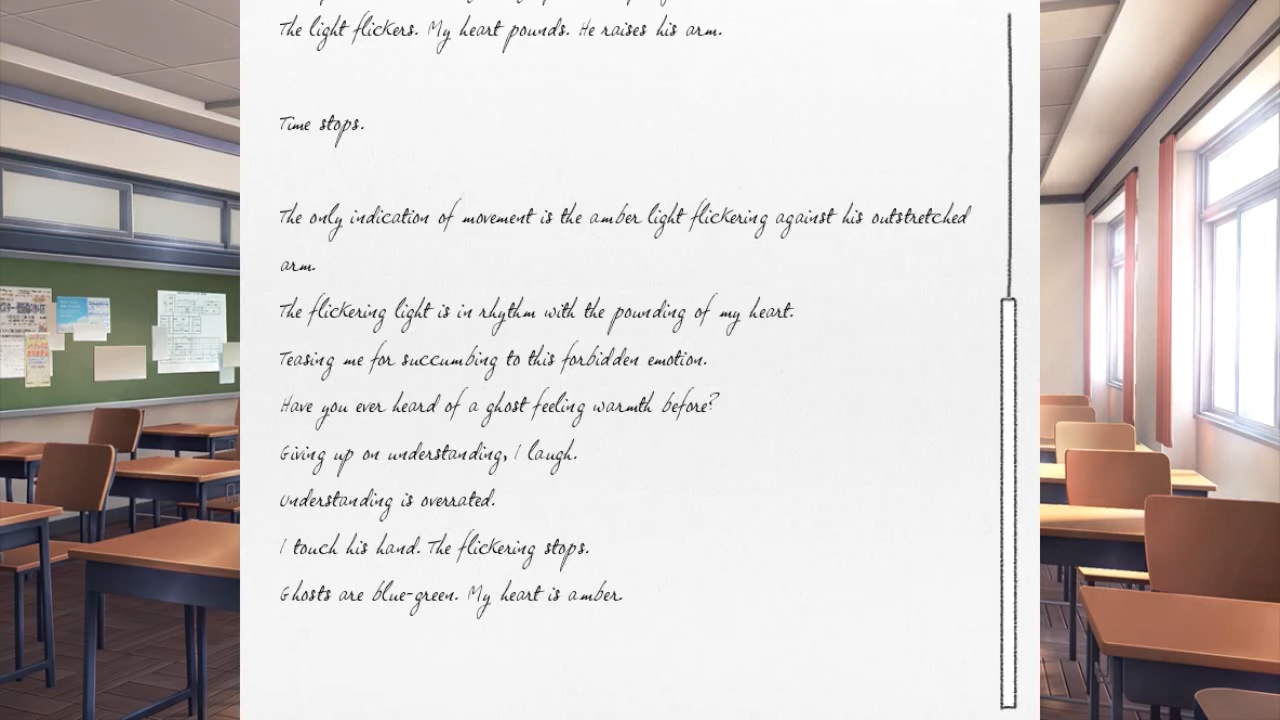 The light flickers. My heart pounds. He raises his arm.
Time stops.
The only indication of movement is the amber light flickering against his outstretched
arm.
The flickering light is in rhythm with the pounding of my heart.
Teasing me for succumbing to this forbidden emotion.
Have you ever heard of a ghost feeling warmth before?
Giving up on understanding, I laugh.
Understanding is overrated.
I touch his hand. The flickering stops.
Ghosts are blue-green. My heart is amber.